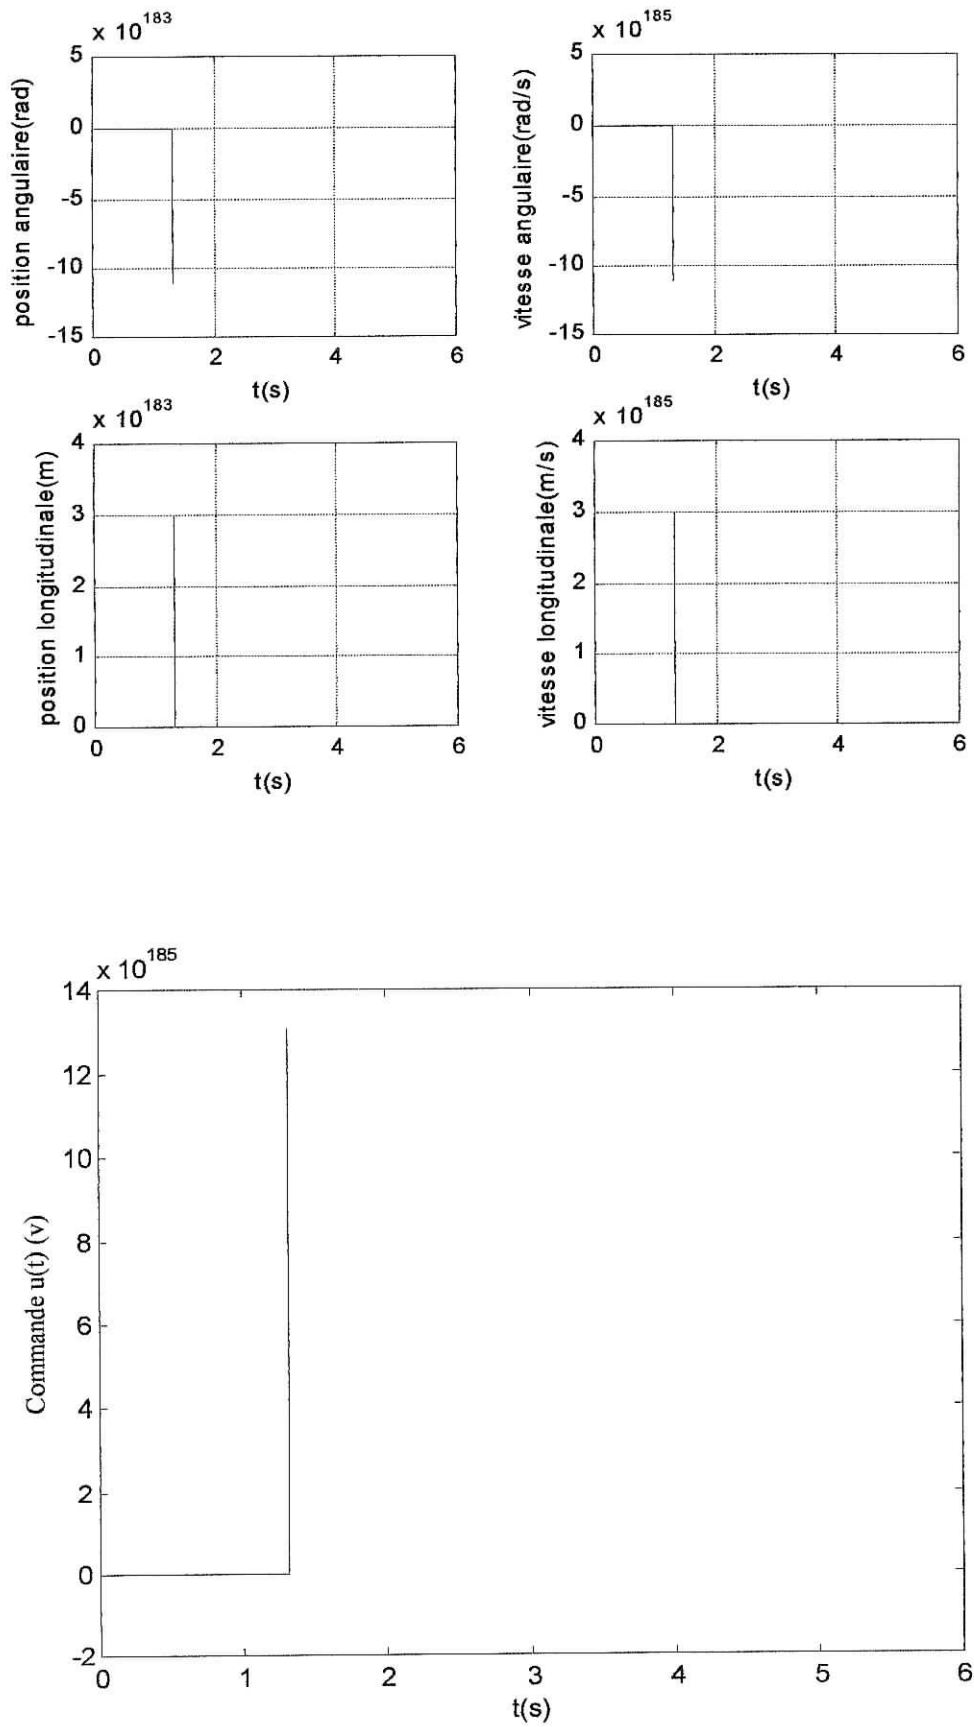 x 10^183
5
0
-5
-10
-15
position angulaire(rad)
0 2 4 6
t(s)
x 10^185
5
0
-5
-10
-15
vitesse angulaire(rad/s)
0 2 4 6
t(s)
x 10^183
4
3
2
1
0
position longitudinale(m)
0 2 4 6
t(s)
x 10^185
4
3
2
1
0
vitesse longitudinale(m/s)
0 2 4 6
t(s)
x 10^185
14
12
10
8
6
4
2
0
-2
Commande u(t) (v)
0 1 2 3 4 5 6
t(s)